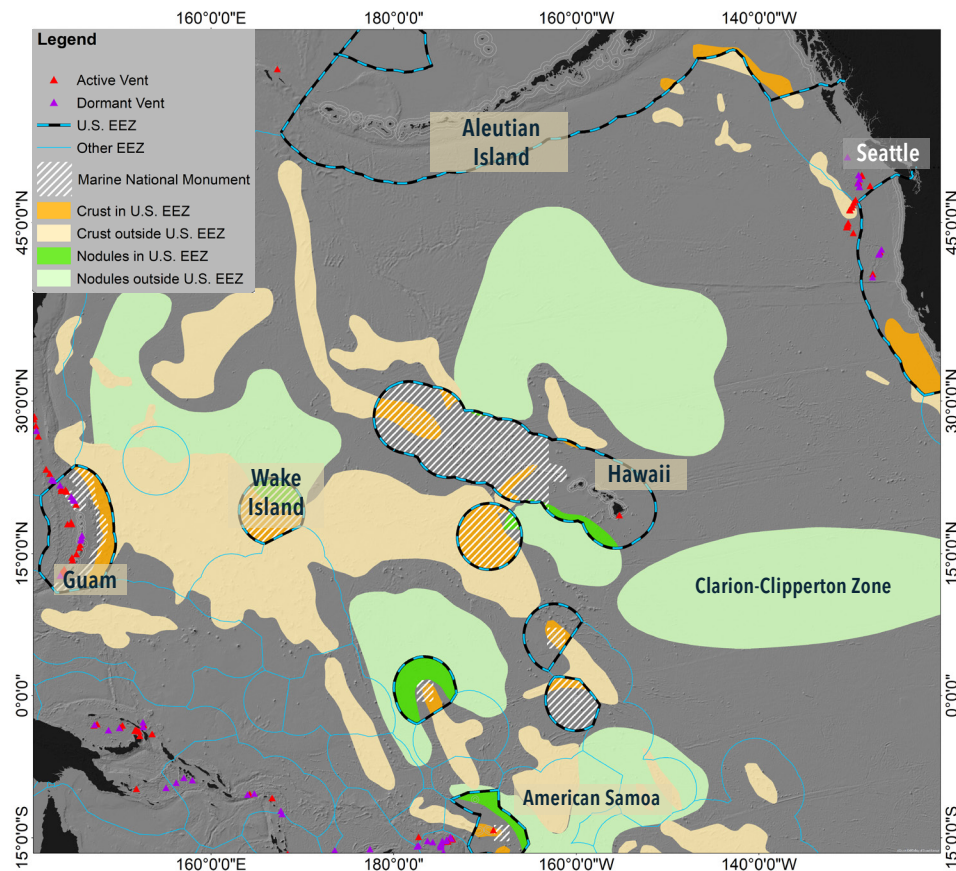 160°0'0"E
180°0'0"
160°0'0"W
140°0'0"W
Legend
Active Vent
Dormant Vent
U.S. EEZ
Other EEZ
Marine National Monument
Crust in U.S. EEZ
Crust outside U.S. EEZ
Nodules in U.S. EEZ
Nodules outside U.S. EEZ
Aleutian
Island
Seattle
45°0'0"N
45°0'0"N
30°0'0"N
30°0'0"N
Wake
Island
Hawaii
15°0'0"N
15°0'0"N
Guam
Clarion-Clipperton Zone
0°0'0"
0°0'0"
American Samoa
15°0'0"S
15°0'0"S
160°0'0"E
180°0'0"
160°0'0"W
140°0'0"W